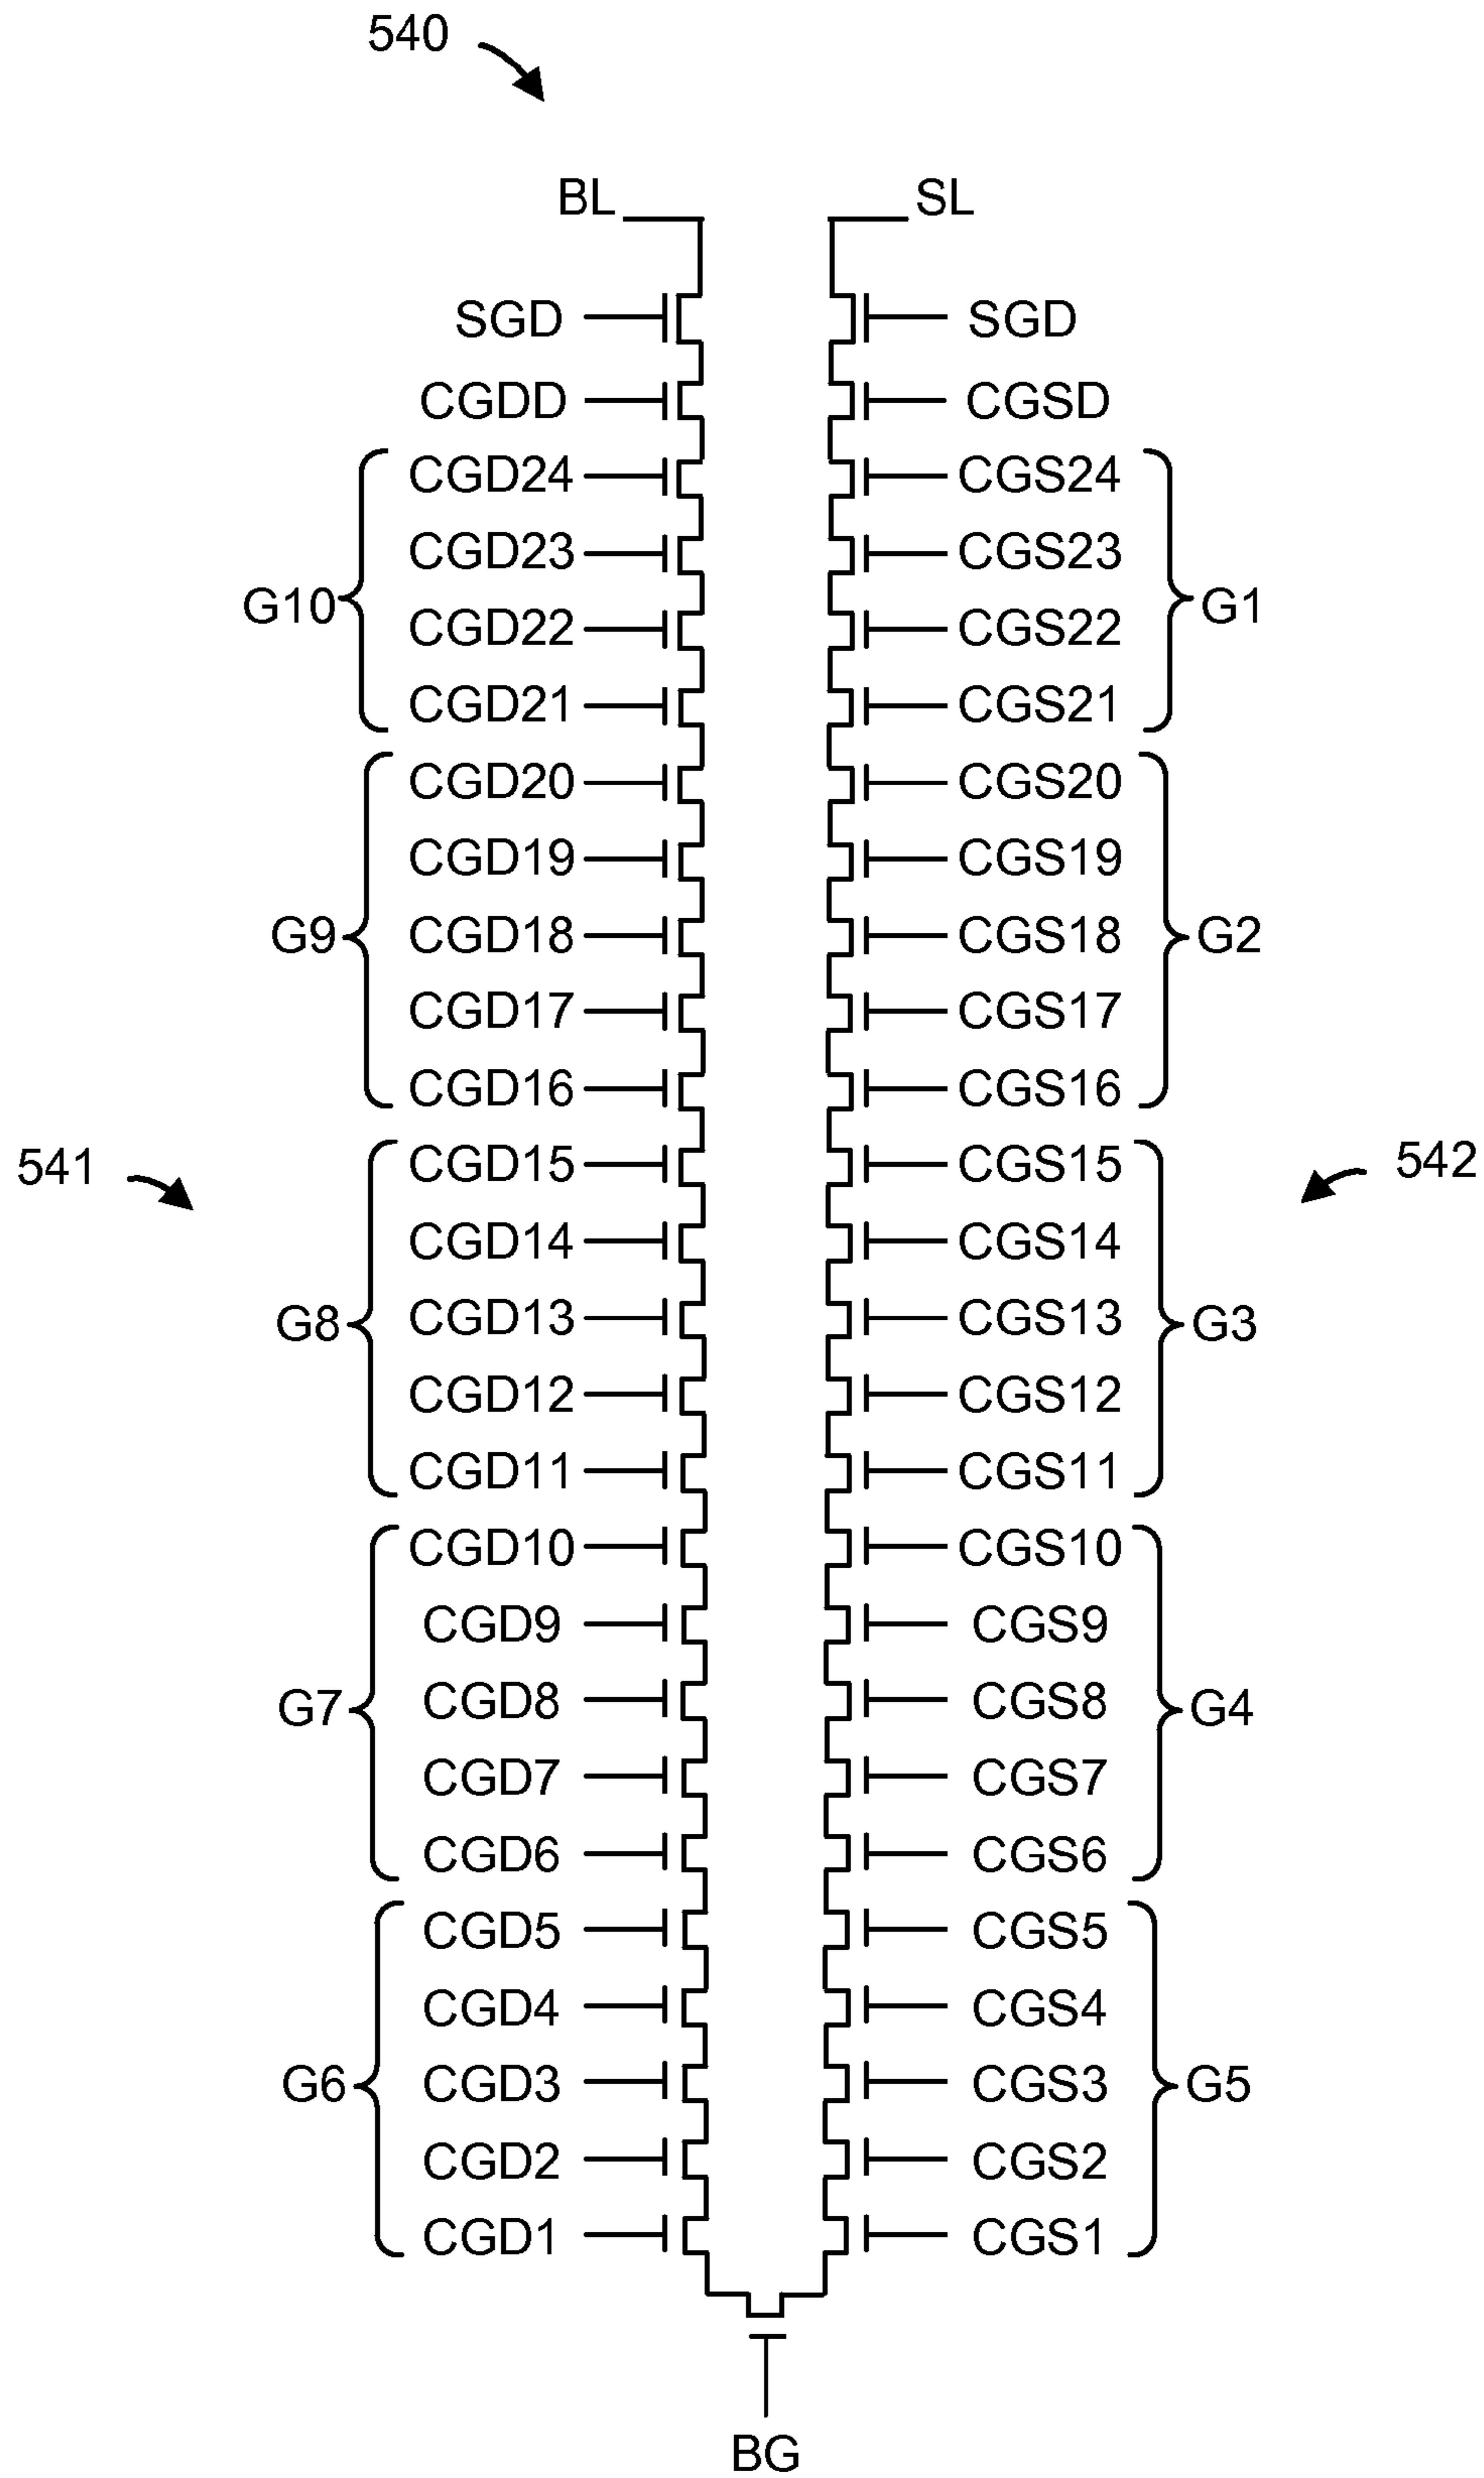 540
BL SL
SGD SGD
CGDD CGSD
CGD24 CGS24
CGD23 CGS23
G10 G1
CGD22 CGS22
CGD21 CGS21
CGD20 CGS20
CGD19 CGS19
G9 CGD18 CGS18 G2
CGD17 CGS17
CGD16 CGS16
541 CGD15 CGS15 542
CGD14 CGS14
G8 CGD13 CGS13 G3
CGD12 CGS12
CGD11 CGS11
CGD10 CGS10
CGD9 CGS9
G7 CGD8 CGS8 G4
CGD7 CGS7
CGD6 CGS6
CGD5 CGS5
CGD4 CGS4
G6 CGD3 CGS3 G5
CGD2 CGS2
CGD1 CGS1
BG